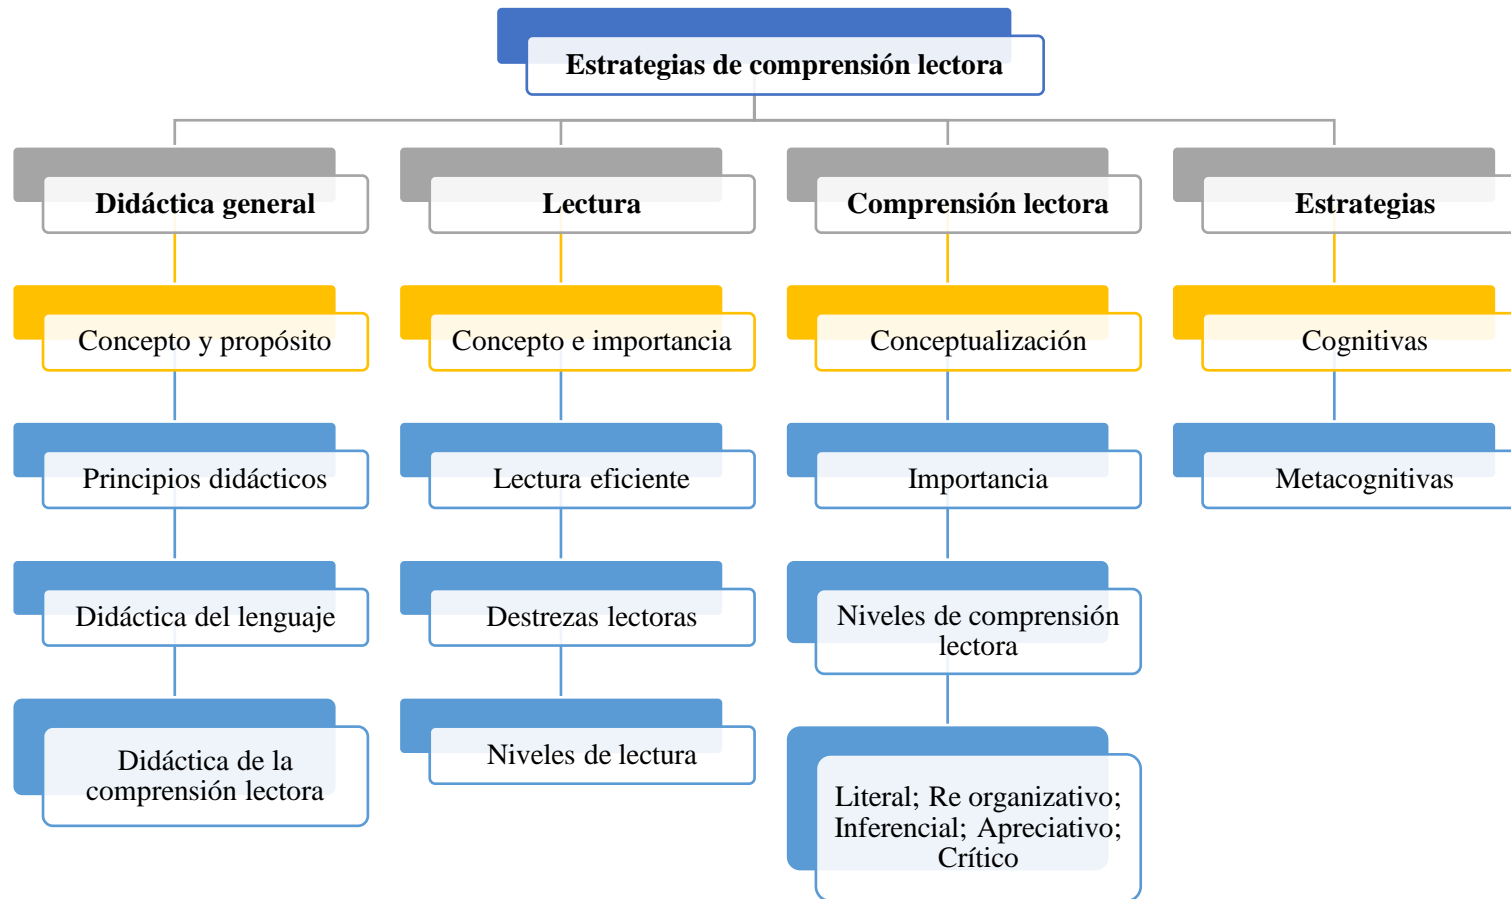 Estrategias de comprensión lectora
Didáctica general
Lectura
Comprensión lectora
Estrategias
Concepto y propósito
Concepto e importancia
Conceptualización
Cognitivas
Principios didácticos
Lectura eficiente
Importancia
Metacognitivas
Didáctica del lenguaje
Destrezas lectoras
Niveles de comprensión
lectora
Didáctica de la
comprensión lectora
Niveles de lectura
Literal; Re organizativo;
Inferencial; Apreciativo;
Crítico